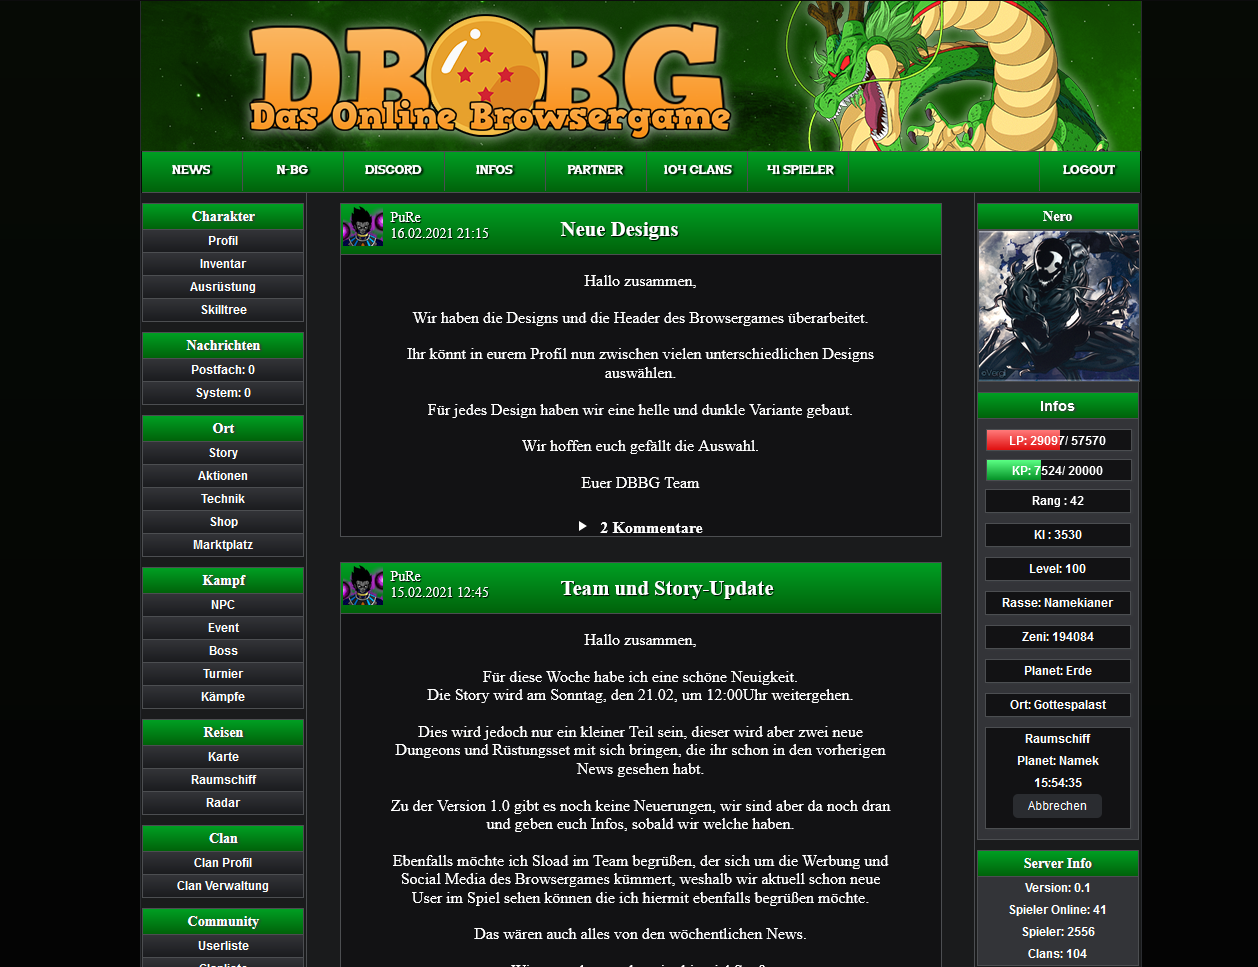 DBBG
Das Online Browsergame
NEWS
N-BG
DISCORD
INFOS
PARTNER
104 CLANS
41 SPIELER
LOGOUT
Charakter
Profil
Inventar
Ausrüstung
Skilltree
Nachrichten
Postfach: 0
System: 0
Ort
Story
Aktionen
Technik
Shop
Marktplatz
Kampf
NPC
Event
Boss
Turnier
Kämpfe
Reisen
Karte
Raumschiff
Radar
Clan
Clan Profil
Clan Verwaltung
Community
Userliste
Clanliste
PuRe
16.02.2021 21:15
Neue Designs
Hallo zusammen,
Wir haben die Designs und die Header des Browsergames überarbeitet.
Ihr könnt in eurem Profil nun zwischen vielen unterschiedlichen Designs
auswählen.
Für jedes Design haben wir eine helle und dunkle Variante gebaut.
Wir hoffen euch gefällt die Auswahl.
Euer DBBG Team
2 Kommentare
PuRe
15.02.2021 12:45
Team und Story-Update
Hallo zusammen,
Für diese Woche habe ich eine schöne Neuigkeit.
Die Story wird am Sonntag, den 21.02, um 12:00Uhr weitergehen.
Dies wird jedoch nur ein kleiner Teil sein, dieser wird aber zwei neue
Dungeons und Rüstungsset mit sich bringen, die ihr schon in den vorherigen
News gesehen habt.
Zu der Version 1.0 gibt es noch keine Neuerungen, wir sind aber da noch dran
und geben euch Infos, sobald wir welche haben.
Ebenfalls möchte ich Sload im Team begrüßen, der sich um die Werbung und
Social Media des Browsergames kümmert, weshalb wir aktuell schon neue
User im Spiel sehen können die ich hiermit ebenfalls begrüßen möchte.
Das wären auch alles von den wöchentlichen News.
Nero
Infos
LP: 29097/ 57570
KP: 7524/ 20000
Rang : 42
KI : 3530
Level: 100
Rasse: Namekianer
Zeni: 194084
Planet: Erde
Ort: Gottespalast
Raumschiff
Planet: Namek
15:54:35
Abbrechen
Server Info
Version: 0.1
Spieler Online: 41
Spieler: 2556
Clans: 104